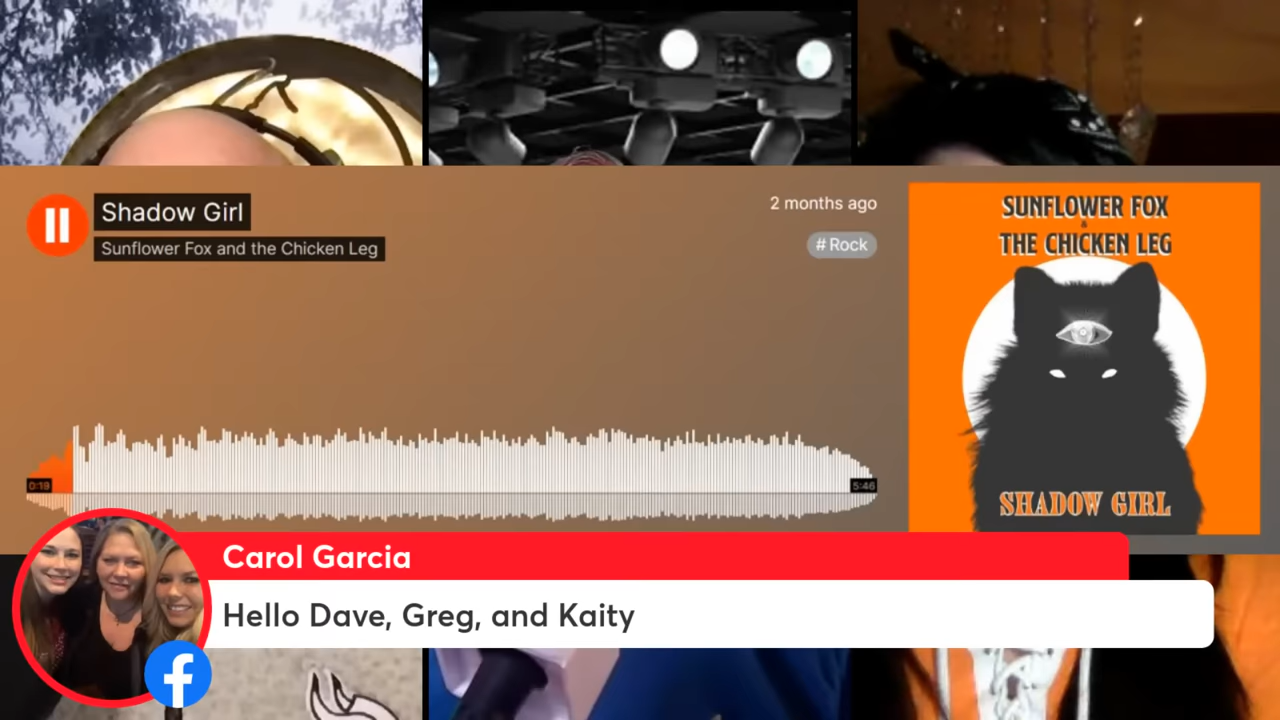 Shadow Girl
Sunflower Fox and the Chicken Leg
2 months ago
# Rock
SUNFLOWER FOX
&
THE CHICKEN LEG
SHADOW GIRL
0:19
5:46
Carol Garcia
Hello Dave, Greg, and Kaity